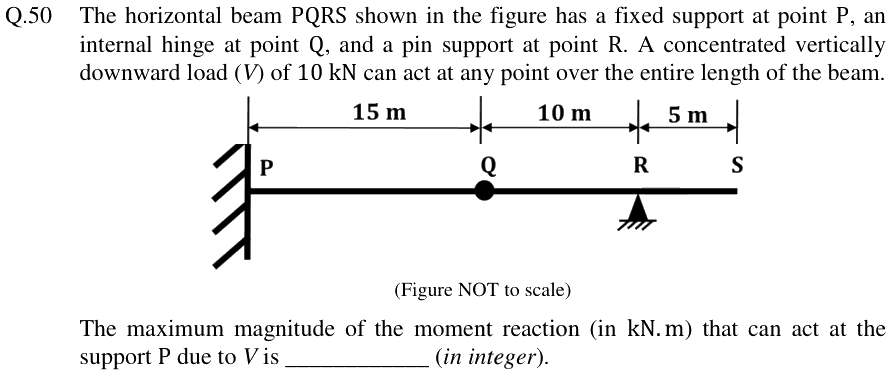 Q.50 The horizontal beam PQRS shown in the figure has a fixed support at point P, an
internal hinge at point Q, and a pin support at point R. A concentrated vertically
downward load (V) of 10 kN can act at any point over the entire length of the beam.
15 m 10 m 5 m
P Q R S
(Figure NOT to scale)
The maximum magnitude of the moment reaction (in kN. m) that can act at the
support P due to V is ____________ (in integer).